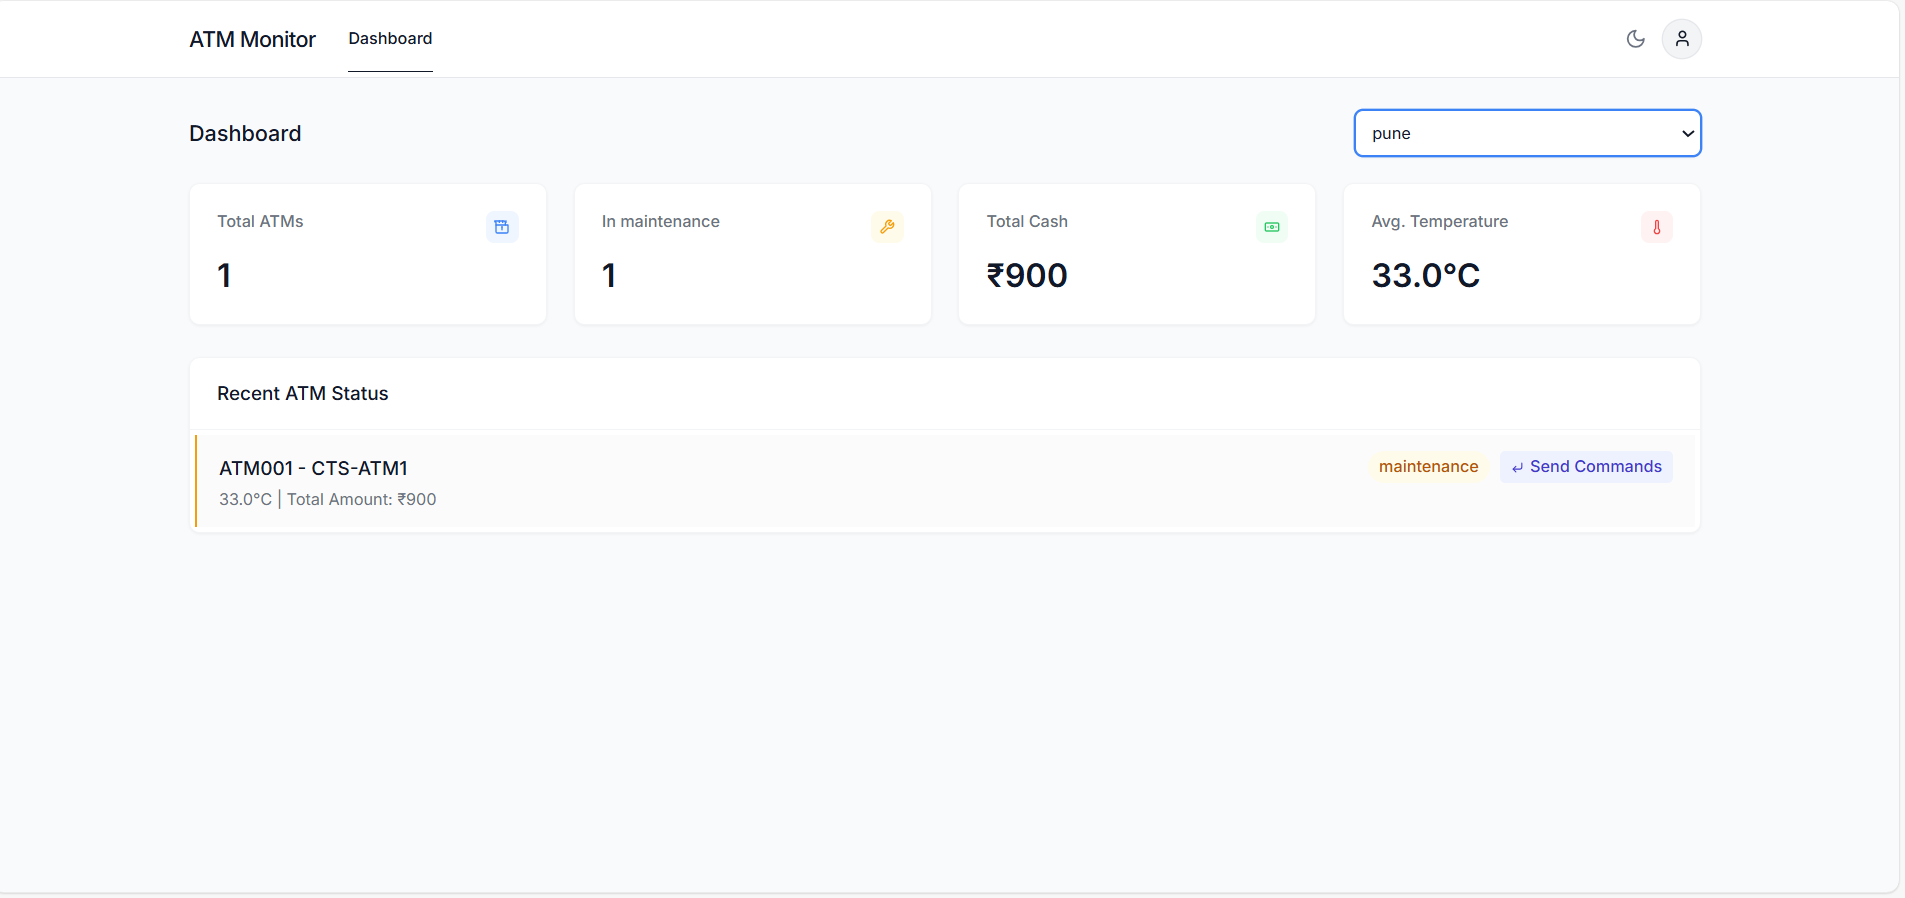 ATM Monitor Dashboard
Dashboard
pune
Total ATMs
1
In maintenance
1
Total Cash
₹900
Avg. Temperature
33.0°C
Recent ATM Status
ATM001 - CTS-ATM1
maintenance
Send Commands
33.0°C | Total Amount: ₹900